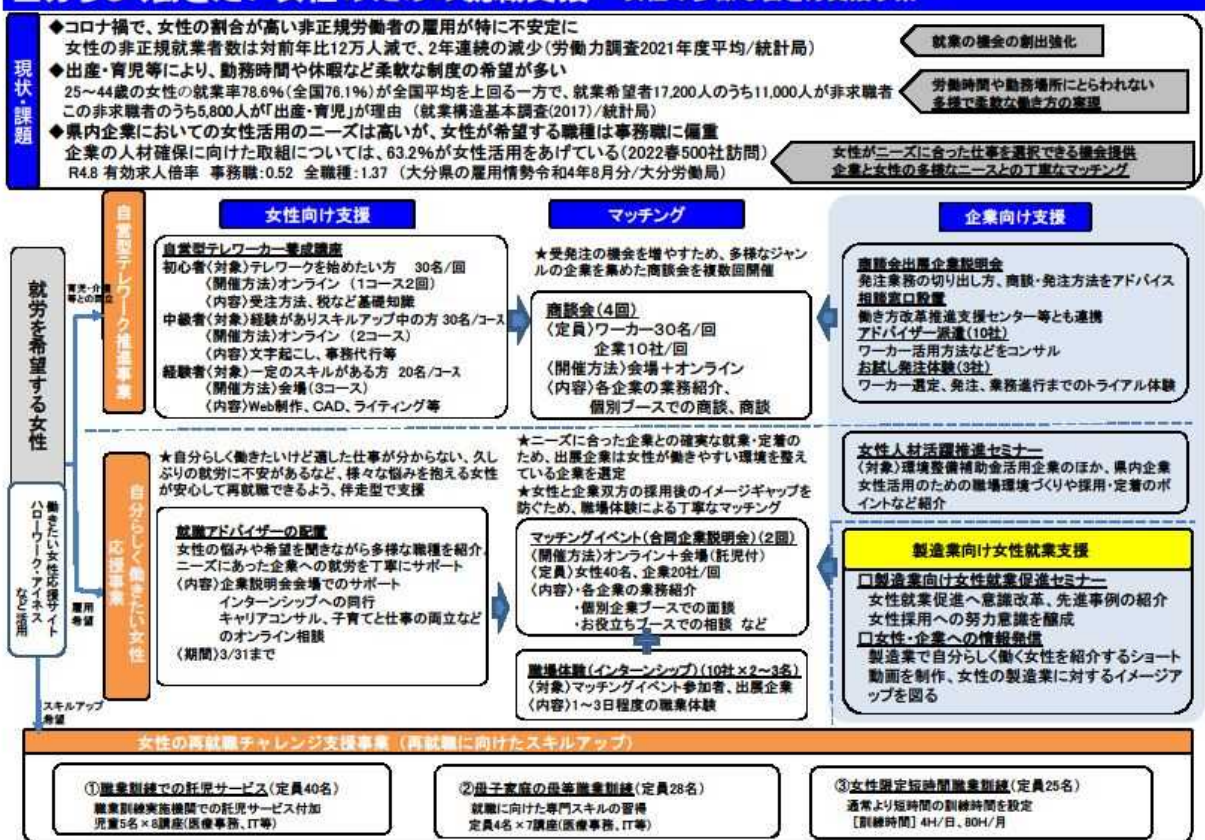 現状・課題
◆コロナ禍で、女性の割合が高い非正規労働者の雇用が特に不安定に
女性の非正規就業者数は対前年比12万人減で、2年連続の減少(労働力調査2021年度平均/統計局)
就業の機会の創出強化
◆出産・育児等により、勤務時間や休暇など柔軟な制度の希望が多い
25～44歳の女性の就業率78.6%(全国76.1%)が全国平均を上回る一方で、就業希望者17,200人のうち11,000人が非求職者
この非求職者のうち5,800人が「出産・育児」が理由 (就業構造基本調査(2017)/統計局)
労働時間や勤務場所にとらわれない
多様で柔軟な働き方の実現
◆県内企業においての女性活用のニーズは高いが、女性が希望する職種は事務職に偏重
企業の人材確保に向けた取組については、63.2%が女性活用をあげている(2022春500社訪問)
R4.8 有効求人倍率 事務職:0.52 全職種:1.37 (大分県の雇用情勢令和4年8月分/大分労働局)
女性がニーズに合った仕事を選択できる機会提供
企業と女性の多様なニースとの丁寧なマッチング
就労を希望する女性
働きたい女性応援サイト
ハローワーク・アイネス
など活用
育児・介護
等との両立
雇用
希望
スキルアップ
希望
自営型テレワーク推進事業
女性向け支援
自営型テレワーカー養成講座
初心者〈対象〉テレワークを始めたい方 30名/回
〈開催方法〉オンライン (1コース2回)
〈内容〉受注方法、税など基礎知識
中級者〈対象〉経験がありスキルアップ中の方 30名/コース
〈開催方法〉オンライン (2コース)
〈内容〉文字起こし、事務代行等
経験者〈対象〉一定のスキルがある方 20名/コース
〈開催方法〉会場(3コース)
〈内容〉Web制作、CAD、ライティング等
マッチング
★受発注の機会を増やすため、多様なジャン
ルの企業を集めた商談会を複数回開催
商談会(4回)
〈定員〉ワーカー30名/回
企業10社/回
〈開催方法〉会場+オンライン
〈内容〉各企業の業務紹介、
個別ブースでの商談、商談
企業向け支援
商談会出展企業説明会
発注業務の切り出し方、商談・発注方法をアドバイス
相談窓口設置
働き方改革推進支援センター等とも連携
アドバイザー派遣(10社)
ワーカー活用方法などをコンサル
お試し発注体験(3社)
ワーカー選定、発注、業務進行までのトライアル体験
自分らしく働きたい女性
応援事業
★自分らしく働きたいけど適した仕事が分からない、久し
ぶりの就労に不安があるなど、様々な悩みを抱える女性
が安心して再就職できるよう、伴走型で支援
就職アドバイザーの配置
女性の悩みや希望を聞きながら多様な職種を紹介、
ニーズにあった企業への就労を丁寧にサポート
〈内容〉企業説明会会場でのサポート
インターンシップへの同行
キャリアコンサル、子育てと仕事の両立など
のオンライン相談
〈期間〉3/31まで
★ニーズに合った企業との確実な就業・定着の
ため、出展企業は女性が働きやすい環境を整え
ている企業を選定
★女性と企業双方の採用後のイメージギャップを
防ぐため、職場体験による丁寧なマッチング
マッチングイベント(合同企業説明会)(2回)
〈開催方法〉オンライン+会場(託児付)
〈定員〉女性40名、企業20社/回
〈内容〉・各企業の業務紹介
・個別企業ブースでの面談
・お役立ちブースでの相談 など
職場体験(インターンシップ)(10社×2～3名)
〈対象〉マッチングイベント参加者、出展企業
〈内容〉1～3日程度の職業体験
女性人材活躍推進セミナー
〈対象〉環境整備補助金活用企業のほか、県内企業
女性活用のための職場環境づくりや採用・定着のポ
イントなど紹介
製造業向け女性就業支援
□製造業向け女性就業促進セミナー
女性就業促進へ意識改革、先進事例の紹介
女性採用への努力意識を醸成
□女性・企業への情報発信
製造業で自分らしく働く女性を紹介するショート
動画を制作、女性の製造業に対するイメージア
ップを図る
女性の再就職チャレンジ支援事業 (再就職に向けたスキルアップ)
①職業訓練での託児サービス(定員40名)
職業訓練実施機関での託児サービス付加
児童5名×8講座(医療事務、IT等)
②母子家庭の母等職業訓練(定員28名)
就職に向けた専門スキルの習得
定員4名×7講座(医療事務、IT等)
③女性限定短時間職業訓練(定員25名)
通常より短時間の訓練時間を設定
[訓練時間] 4H/日、80H/月